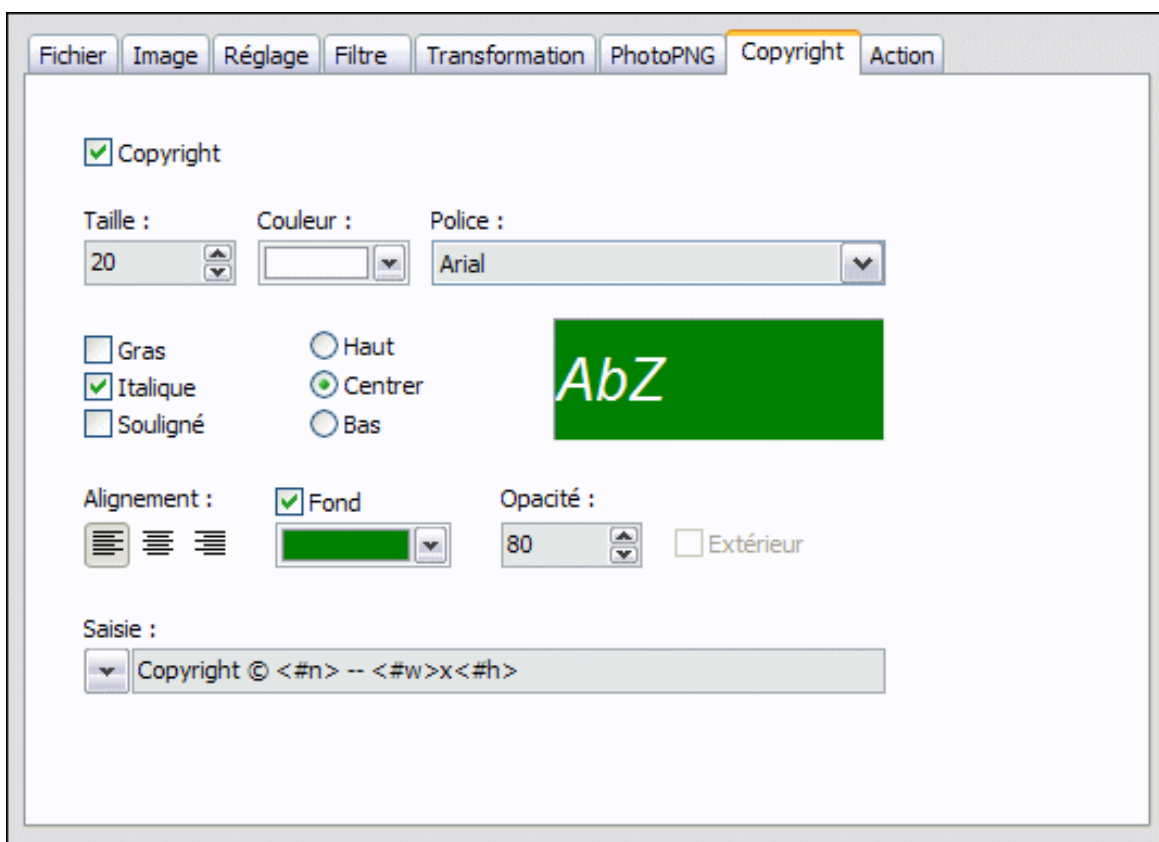 Fichier Image Réglage Filtre Transformation PhotoPNG Copyright Action
Copyright
Taille : Couleur : Police :
20 Arial
Gras Haut
Italique Centrer
Souligné Bas
AbZ
Alignement : Fond Opacité :
80 Extérieur
Saisie :
Copyright © <#n> -- <#w>x<#h>